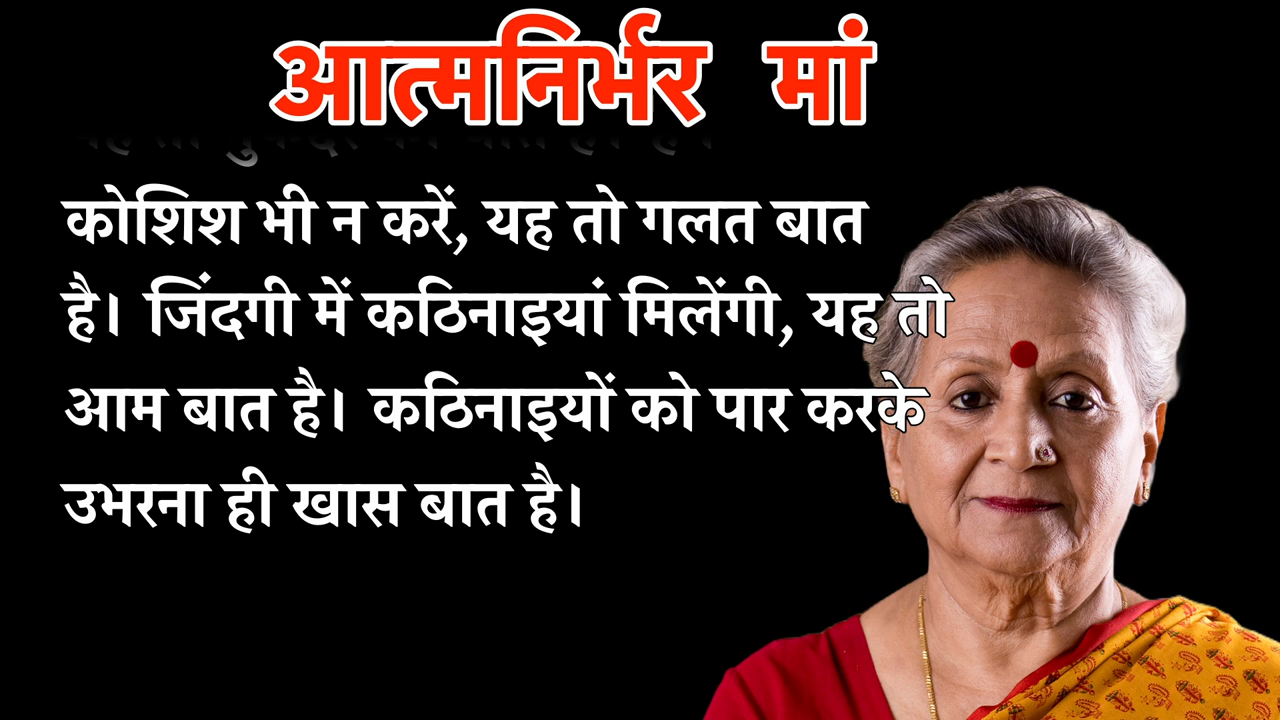 आत्मनिर्भर मां
कोशिश भी न करें, यह तो गलत बात
है। जिंदगी में कठिनाइयां मिलेंगी, यह तो
आम बात है। कठिनाइयों को पार करके
उभरना ही खास बात है।